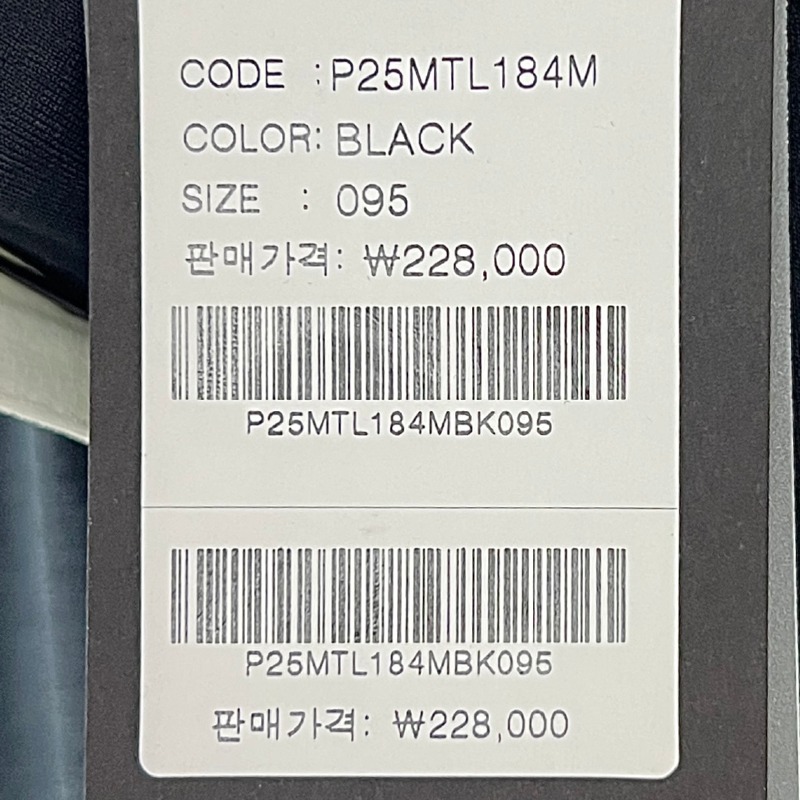 CODE :P25MTL184M
COLOR: BLACK
SIZE : 095
판매가격: ₩228,000
P25MTL184MBK095
P25MTL184MBK095
판매가격: ₩228,000